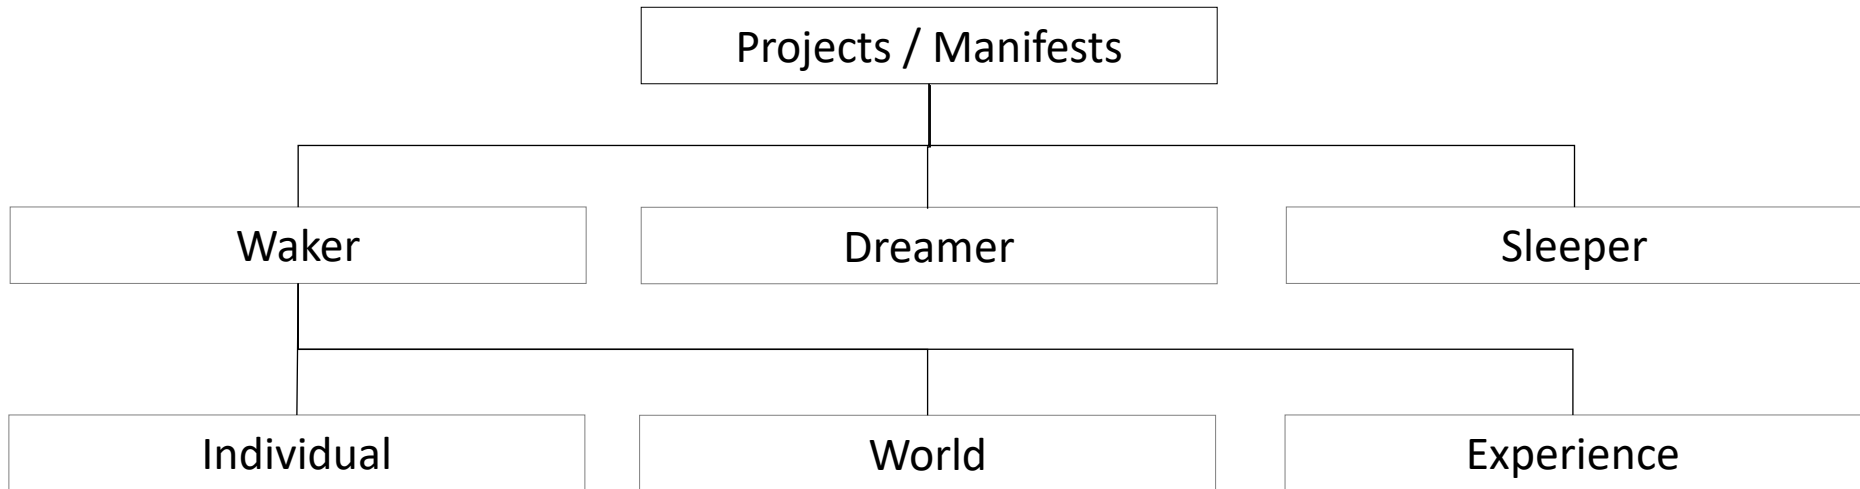 Projects / Manifests
Waker
Dreamer
Sleeper
Individual
World
Experience